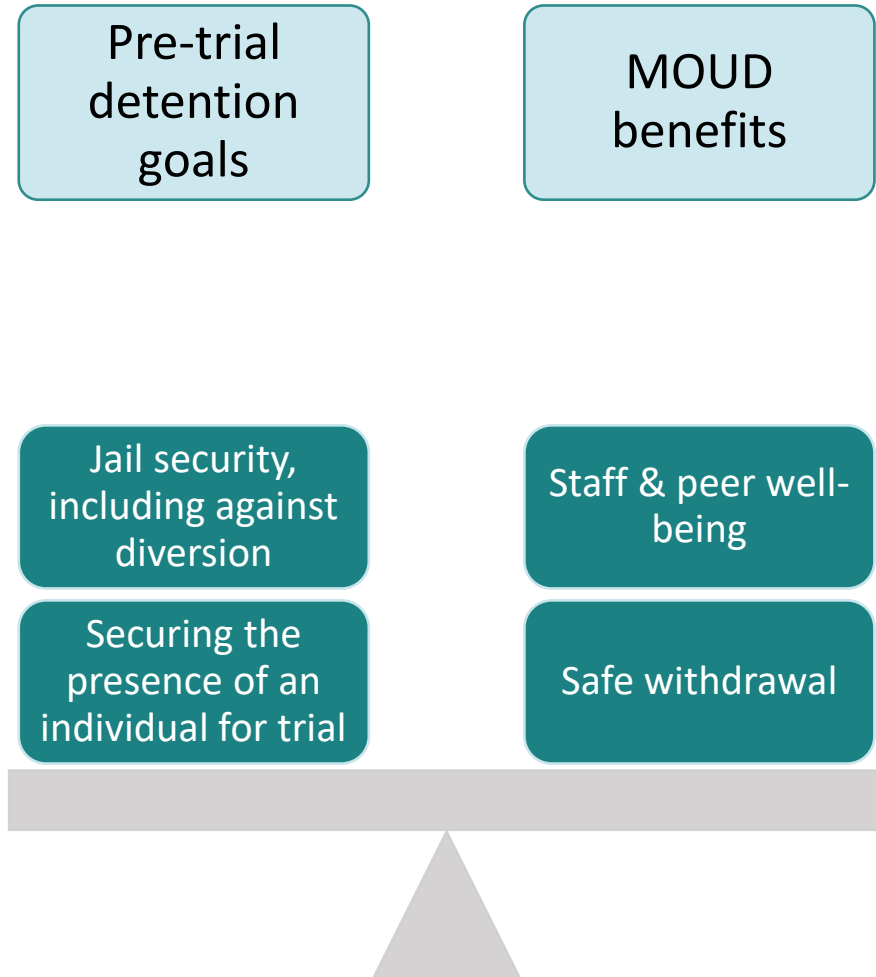 Pre-trial
detention
goals
MOUD
benefits
Jail security,
including against
diversion
Staff & peer well-
being
Securing the
presence of an
individual for trial
Safe withdrawal